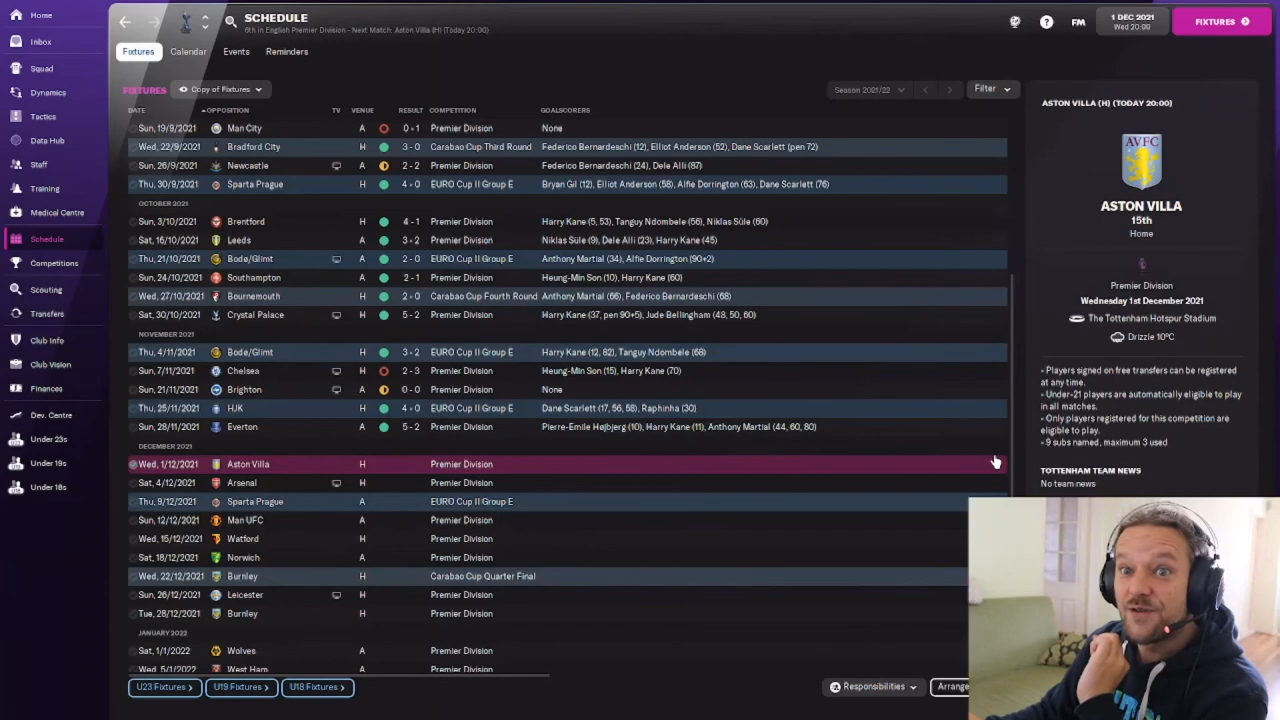 Home
SCHEDULE
6th in English Premier Division - Next Match: Aston Villa (H) (Today 20:00)
FM
1 DEC 2021
Wed 20:00
FIXTURES
Inbox
Squad
Dynamics
Tactics
Data Hub
Staff
Training
Medical Centre
Schedule
Competitions
Scouting
Transfers
Club Info
Club Vision
Finances
Dev. Centre
Under 23s
Under 19s
Under 18s
Fixtures Calendar Events Reminders
FIXTURES Copy of Fixtures Season 2021/22 Filter
DATE OPPOSITION TV VENUE RESULT COMPETITION GOALSCORERS
Sun, 19/9/2021 Man City A 0 - 1 Premier Division None
Wed, 22/9/2021 Bradford City H 3 - 0 Carabao Cup Third Round Federico Bernardeschi (12), Elliot Anderson (52), Dane Scarlett (pen 72)
Sun, 26/9/2021 Newcastle A 2 - 2 Premier Division Federico Bernardeschi (24), Dele Alli (87)
Thu, 30/9/2021 Sparta Prague H 4 - 0 EURO Cup II Group E Bryan Gil (12), Elliot Anderson (58), Alfie Dorrington (63), Dane Scarlett (76)
OCTOBER 2021
Sun, 3/10/2021 Brentford H 4 - 1 Premier Division Harry Kane (5, 53), Tanguy Ndombele (56), Niklas Süle (60)
Sat, 16/10/2021 Leeds A 3 - 2 Premier Division Niklas Süle (9), Dele Alli (23), Harry Kane (45)
Thu, 21/10/2021 Bodø/Glimt A 2 - 0 EURO Cup II Group E Anthony Martial (34), Alfie Dorrington (90+2)
Sun, 24/10/2021 Southampton A 2 - 1 Premier Division Heung-Min Son (10), Harry Kane (60)
Wed, 27/10/2021 Bournemouth H 2 - 0 Carabao Cup Fourth Round Anthony Martial (66), Federico Bernardeschi (68)
Sat, 30/10/2021 Crystal Palace H 5 - 2 Premier Division Harry Kane (37, pen 90+5), Jude Bellingham (48, 50, 60)
NOVEMBER 2021
Thu, 4/11/2021 Bodø/Glimt H 3 - 2 EURO Cup II Group E Harry Kane (12, 82), Tanguy Ndombele (68)
Sun, 7/11/2021 Chelsea H 2 - 3 Premier Division Heung-Min Son (15), Harry Kane (70)
Sun, 21/11/2021 Brighton A 0 - 0 Premier Division None
Thu, 25/11/2021 HJK H 4 - 0 EURO Cup II Group E Dane Scarlett (17, 56, 58), Raphinha (30)
Sun, 28/11/2021 Everton A 5 - 2 Premier Division Pierre-Emile Højbjerg (10), Harry Kane (11), Anthony Martial (44, 60, 80)
DECEMBER 2021
Wed, 1/12/2021 Aston Villa H Premier Division
Sat, 4/12/2021 Arsenal H Premier Division
Thu, 9/12/2021 Sparta Prague A EURO Cup II Group E
Sun, 12/12/2021 Man UFC A Premier Division
Wed, 15/12/2021 Watford H Premier Division
Sat, 18/12/2021 Norwich A Premier Division
Wed, 22/12/2021 Burnley H Carabao Cup Quarter Final
Sun, 26/12/2021 Leicester H Premier Division
Tue, 28/12/2021 Burnley H Premier Division
JANUARY 2022
Sat, 1/1/2022 Wolves A Premier Division
Wed, 5/1/2022 West Ham A Premier Division
U23 Fixtures U19 Fixtures U18 Fixtures Responsibilities Arrange
ASTON VILLA (H) (TODAY 20:00)
AVFC
ASTON VILLA
15th
Home
Premier Division
Wednesday 1st December 2021
The Tottenham Hotspur Stadium
Drizzle 10ºC
• Players signed on free transfers can be registered
at any time.
• Under-21 players are automatically eligible to play
in all matches.
• Only players registered for this competition are
eligible to play.
• 9 subs named, maximum 3 used
TOTTENHAM TEAM NEWS
No team news